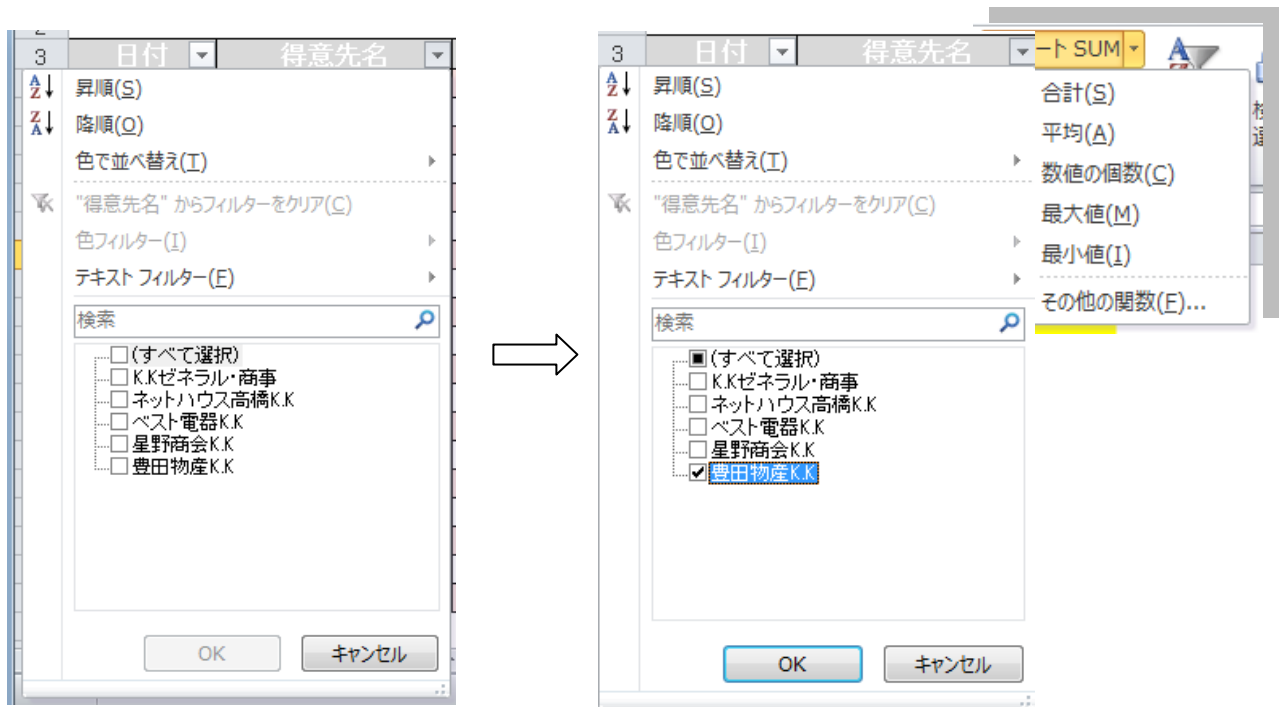 3 日付 得意先名
昇順(S)
降順(O)
色で並べ替え(T)
"得意先名" からフィルターをクリア(C)
色フィルター(I)
テキスト フィルター(F)
検索
(すべて選択)
K.Kゼネラル・商事
ネットハウス高橋K.K
ベスト電器K.K
星野商会K.K
豊田物産K.K
OK キャンセル
3 日付 得意先名
昇順(S)
降順(O)
色で並べ替え(T)
"得意先名" からフィルターをクリア(C)
色フィルター(I)
テキスト フィルター(F)
検索
(すべて選択)
K.Kゼネラル・商事
ネットハウス高橋K.K
ベスト電器K.K
星野商会K.K
豊田物産K.K
OK キャンセル
ート SUM
合計(S)
平均(A)
数値の個数(C)
最大値(M)
最小値(I)
その他の関数(F)...